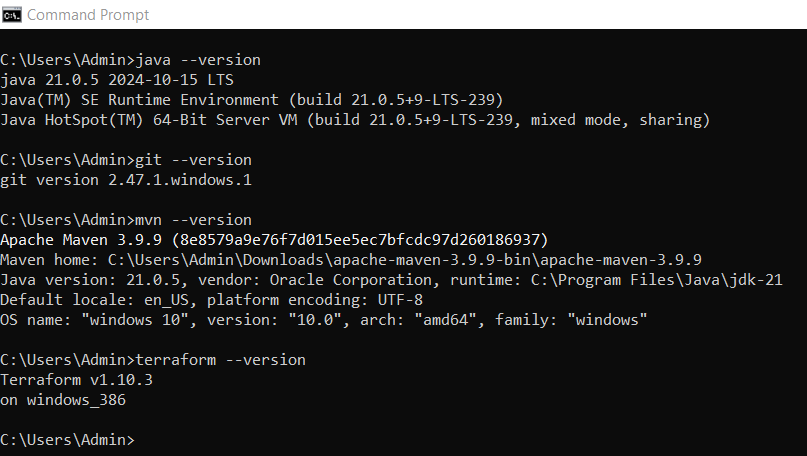 Command Prompt
C:\Users\Admin>java --version
java 21.0.5 2024-10-15 LTS
Java(TM) SE Runtime Environment (build 21.0.5+9-LTS-239)
Java HotSpot(TM) 64-Bit Server VM (build 21.0.5+9-LTS-239, mixed mode, sharing)
C:\Users\Admin>git --version
git version 2.47.1.windows.1
C:\Users\Admin>mvn --version
Apache Maven 3.9.9 (8e8579a9e76f7d015ee5ec7bfcdc97d260186937)
Maven home: C:\Users\Admin\Downloads\apache-maven-3.9.9-bin\apache-maven-3.9.9
Java version: 21.0.5, vendor: Oracle Corporation, runtime: C:\Program Files\Java\jdk-21
Default locale: en_US, platform encoding: UTF-8
OS name: "windows 10", version: "10.0", arch: "amd64", family: "windows"
C:\Users\Admin>terraform --version
Terraform v1.10.3
on windows_386
C:\Users\Admin>